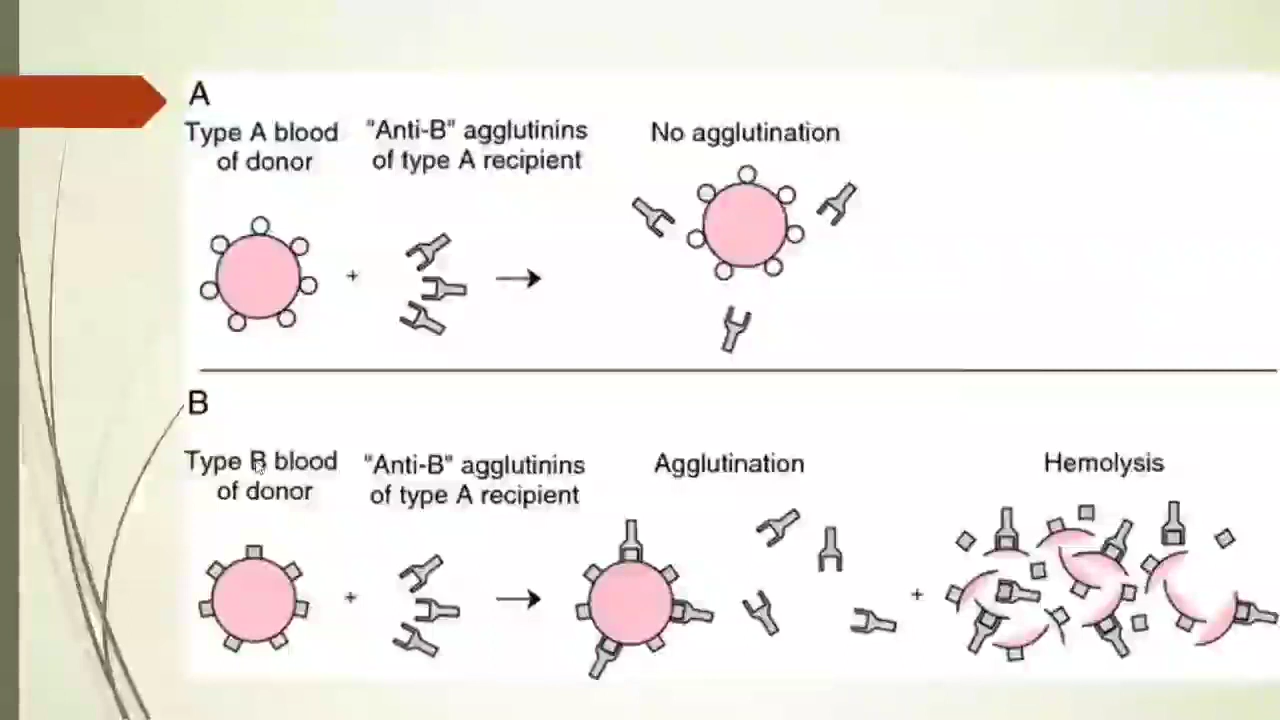 A
Type A blood
of donor
"Anti-B" agglutinins
of type A recipient
No agglutination
+
B
Type B blood
of donor
"Anti-B" agglutinins
of type A recipient
Agglutination
Hemolysis
+
+